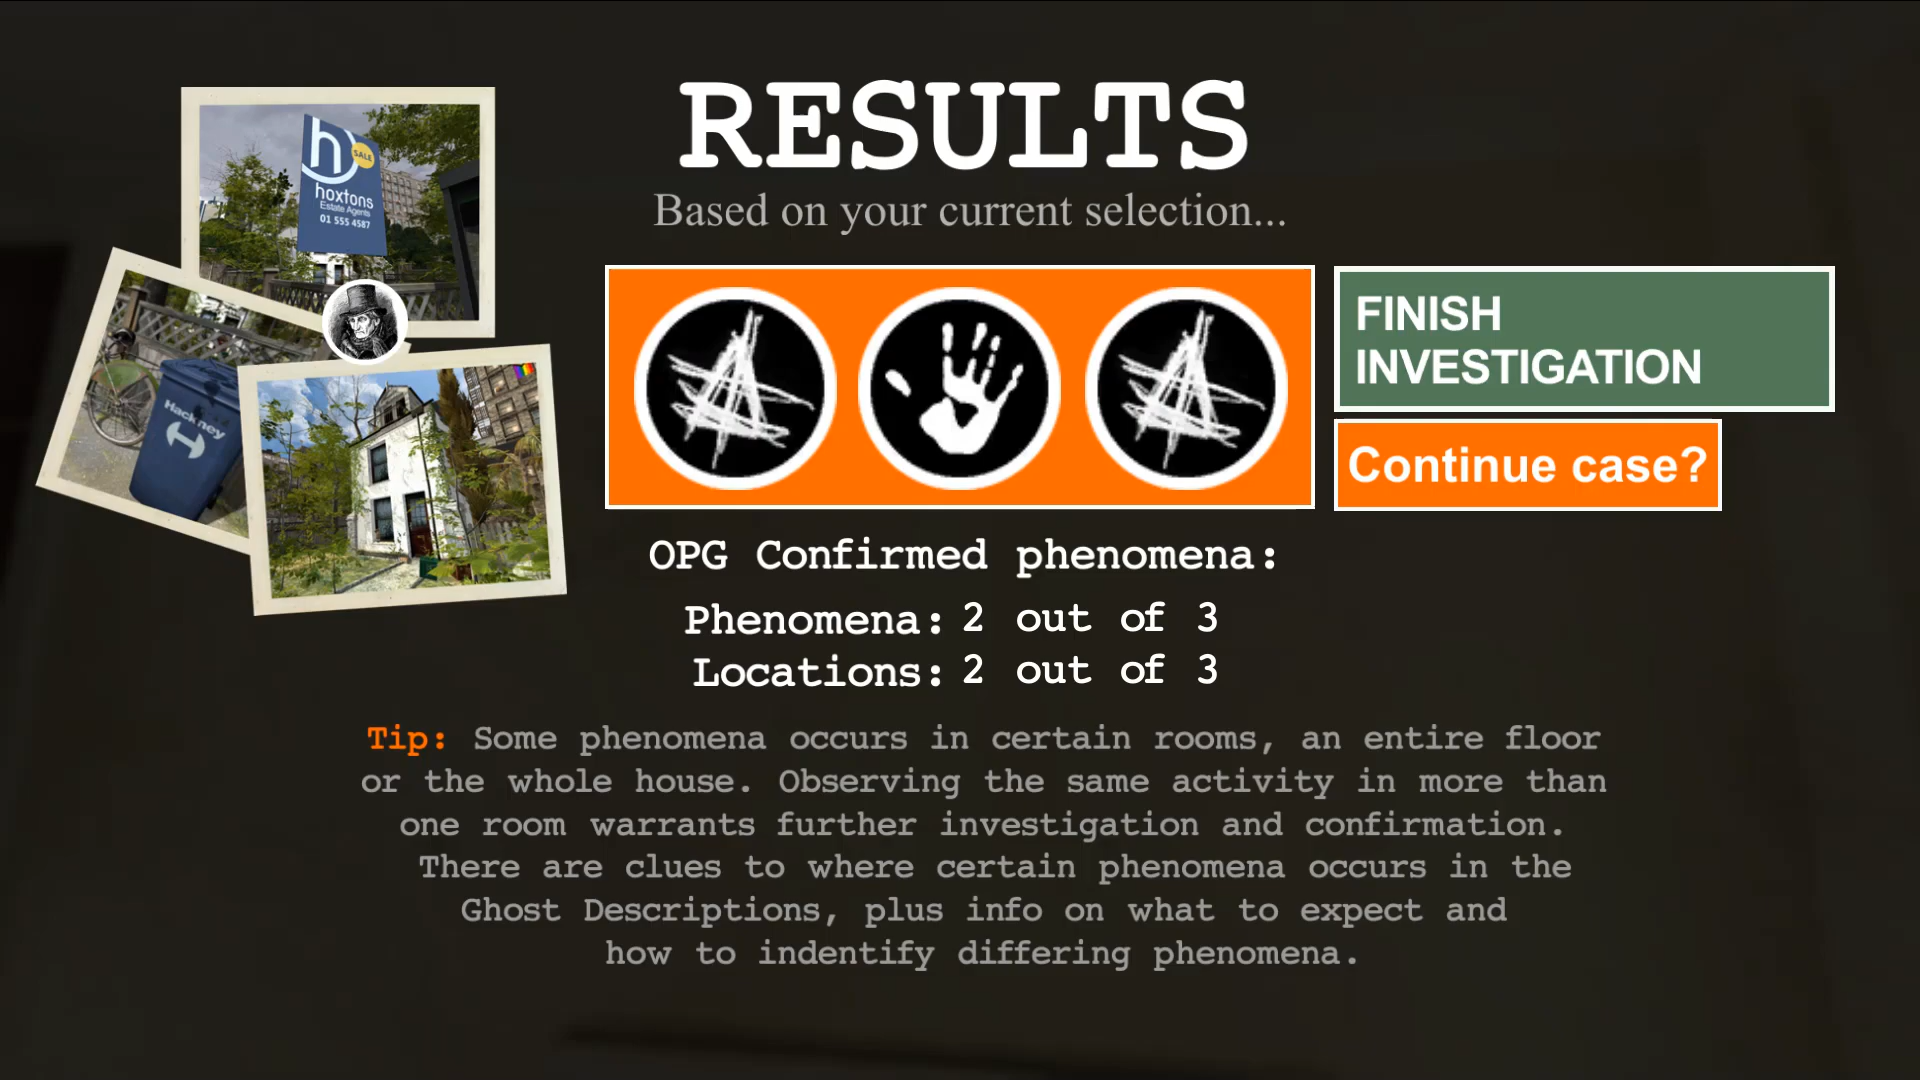 RESULTS
Based on your current selection...
h
SALE
hoxtons
Estate Agents
01 555 4587
Hackney
FINISH
INVESTIGATION
Continue case?
OPG Confirmed phenomena:
Phenomena: 2 out of 3
Locations: 2 out of 3
Tip: Some phenomena occurs in certain rooms, an entire floor
or the whole house. Observing the same activity in more than
one room warrants further investigation and confirmation.
There are clues to where certain phenomena occurs in the
Ghost Descriptions, plus info on what to expect and
how to indentify differing phenomena.